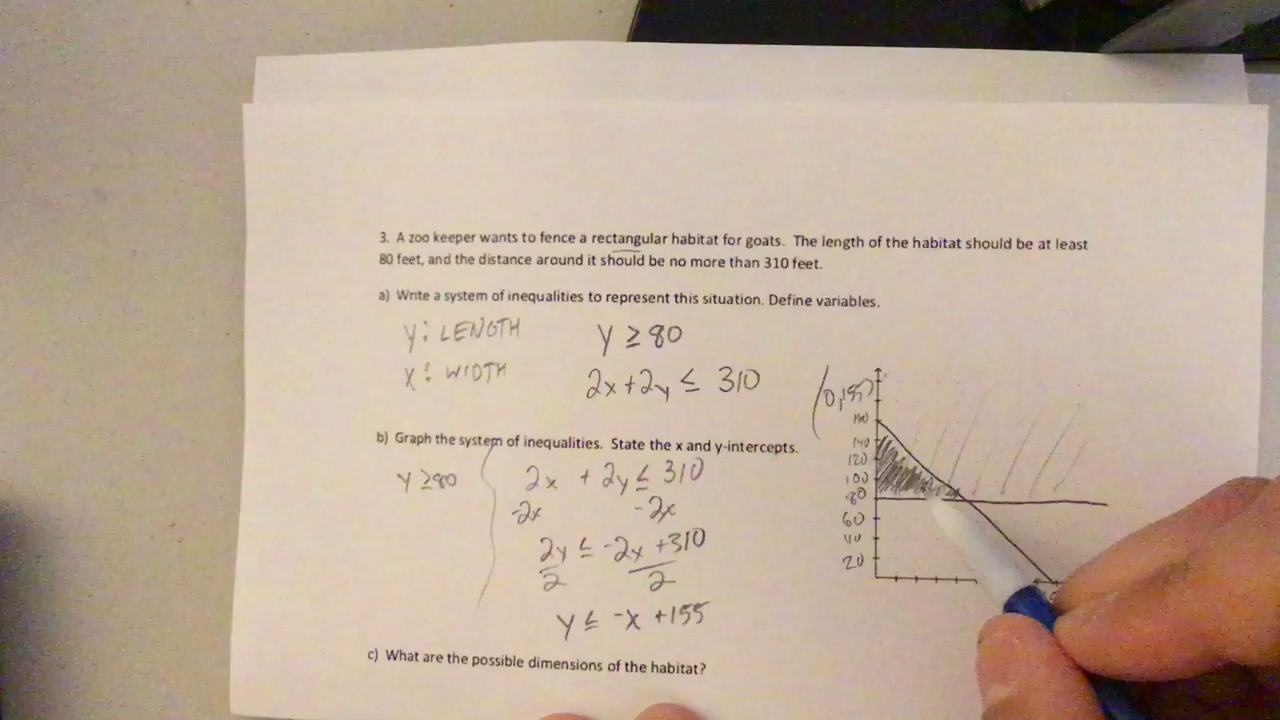 3. A zoo keeper wants to fence a rectangular habitat for goats. The length of the habitat should be at least
80 feet, and the distance around it should be no more than 310 feet.
a) Write a system of inequalities to represent this situation. Define variables.
Y: LENGTH
Y ≥ 80
X: WIDTH
2x + 2y ≤ 310
b) Graph the system of inequalities. State the x and y-intercepts.
Y ≥ 80
2x + 2y ≤ 310
-2x -2x
2y ≤ -2x + 310
2 2
y ≤ -x + 155
c) What are the possible dimensions of the habitat?
140
120
100
80
60
40
20